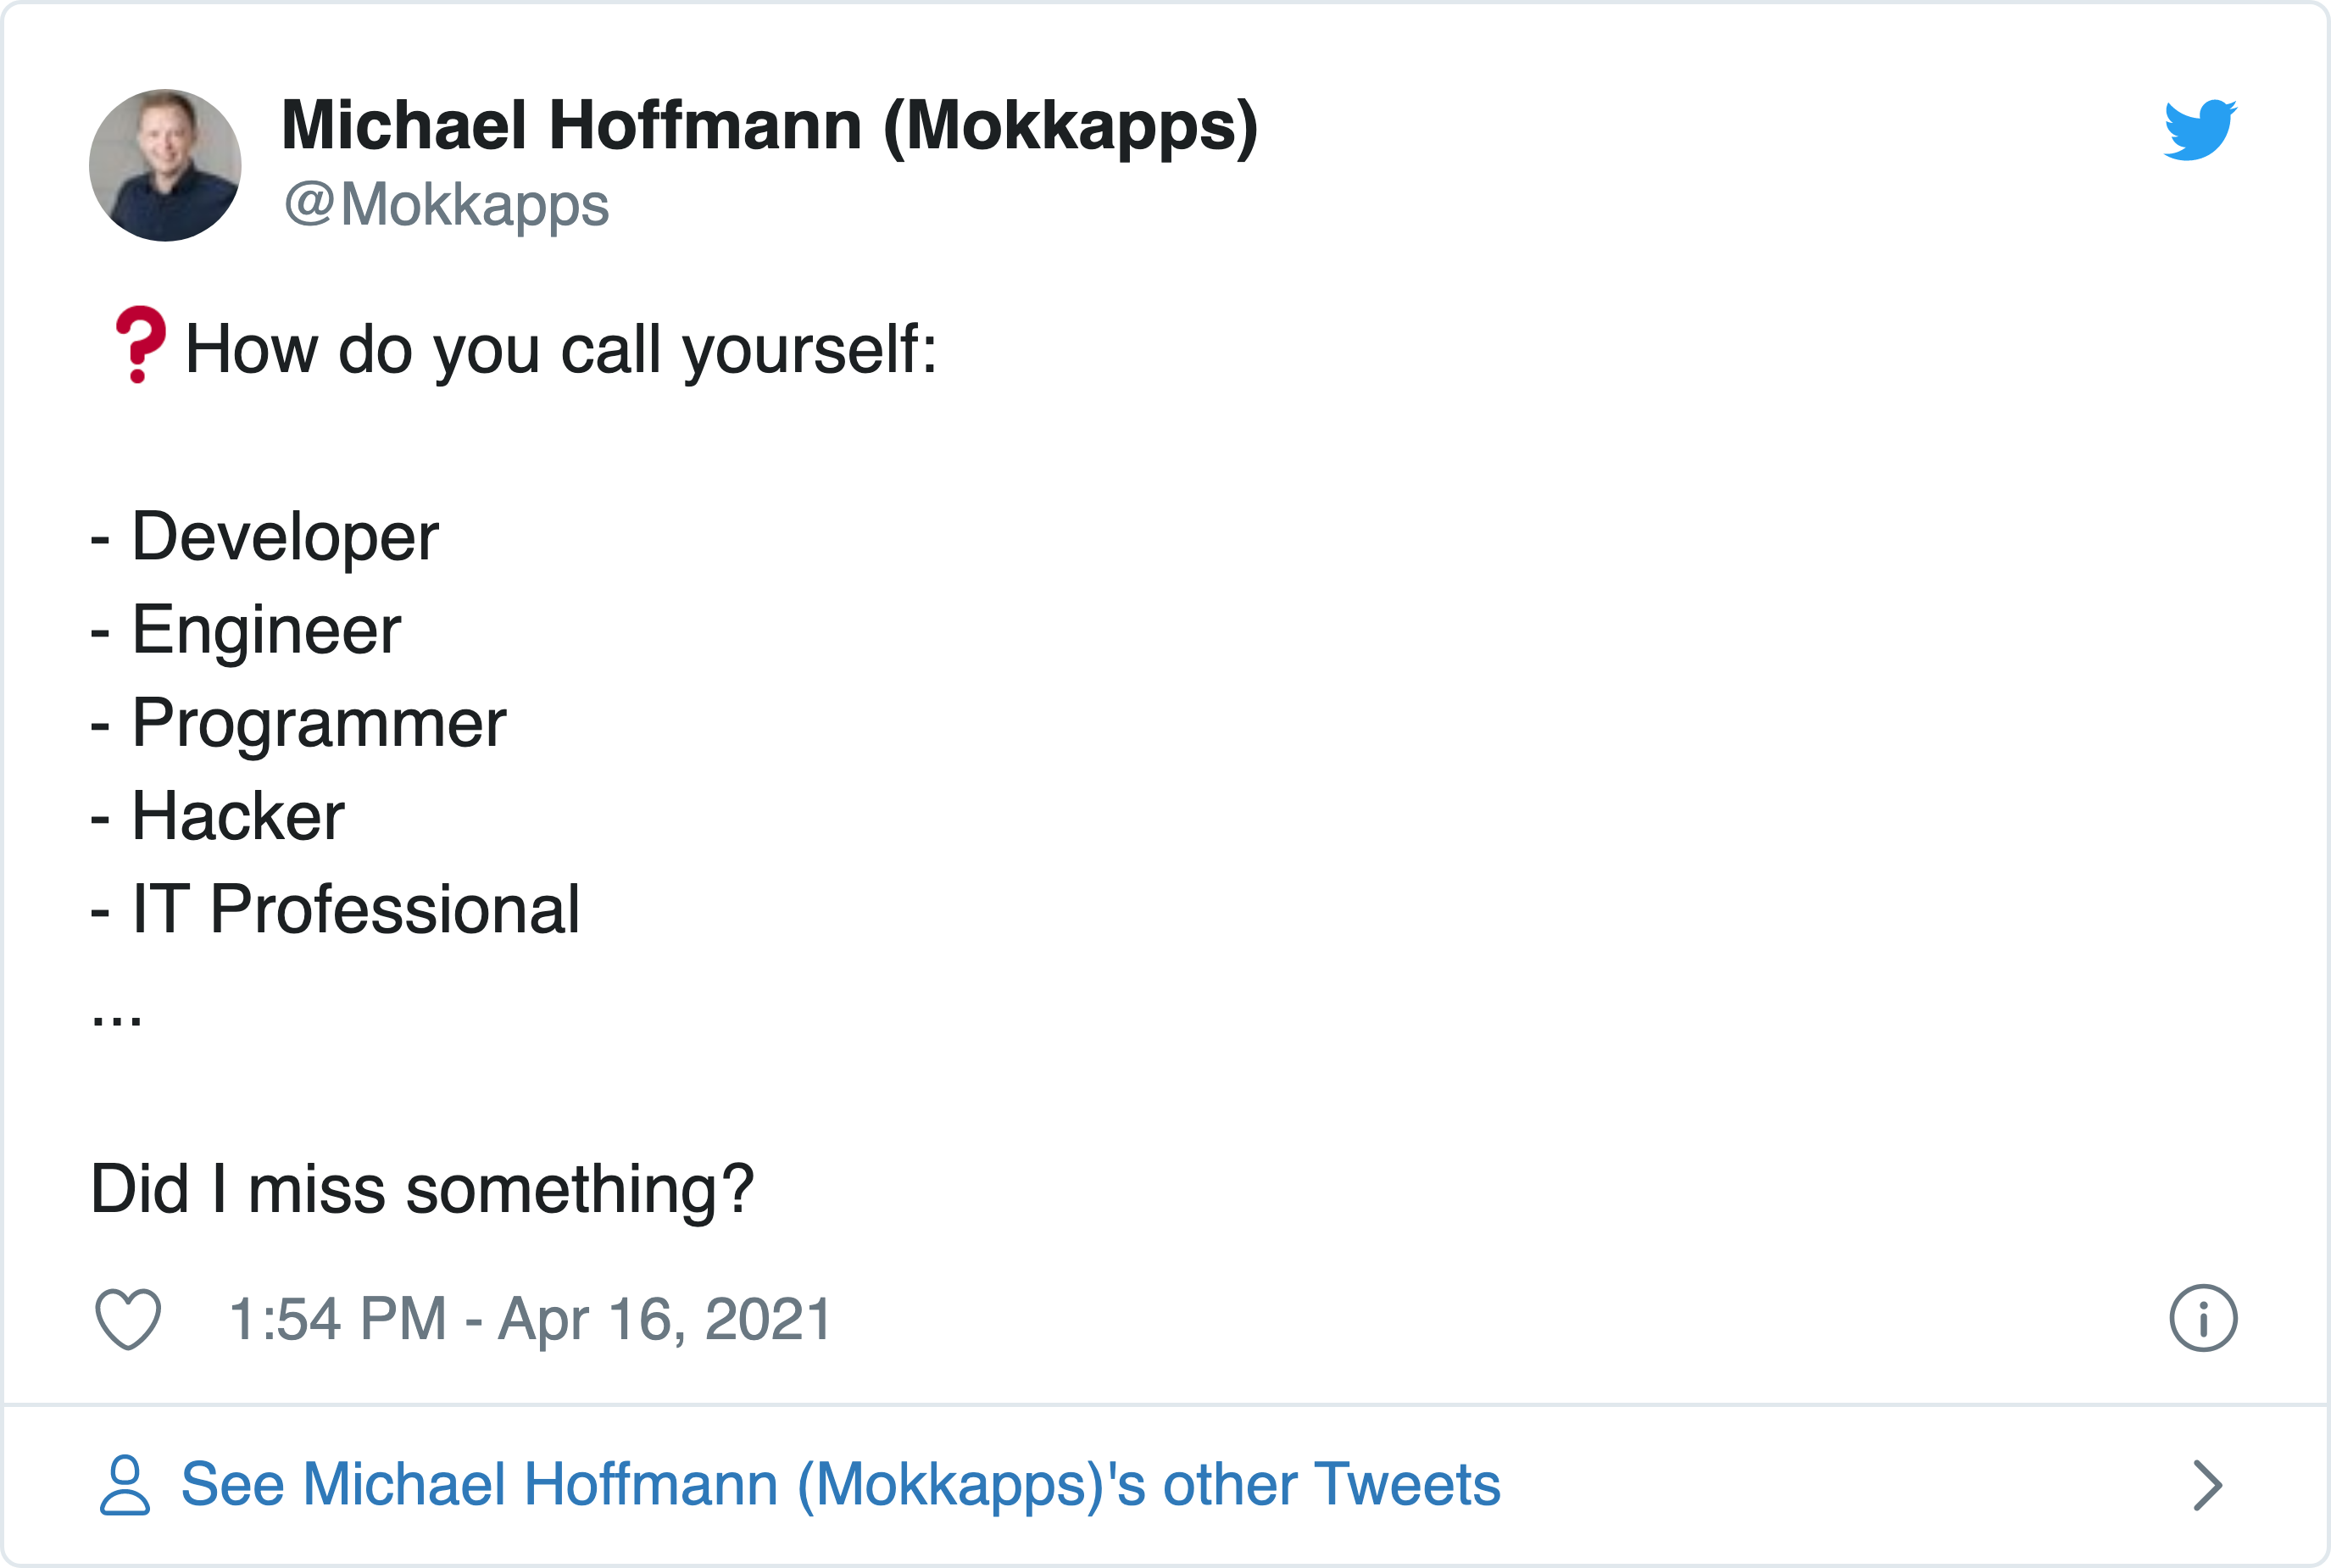 Michael Hoffmann (Mokkapps)
@Mokkapps
❓How do you call yourself:
- Developer
- Engineer
- Programmer
- Hacker
- IT Professional
...
Did I miss something?
1:54 PM - Apr 16, 2021
See Michael Hoffmann (Mokkapps)'s other Tweets